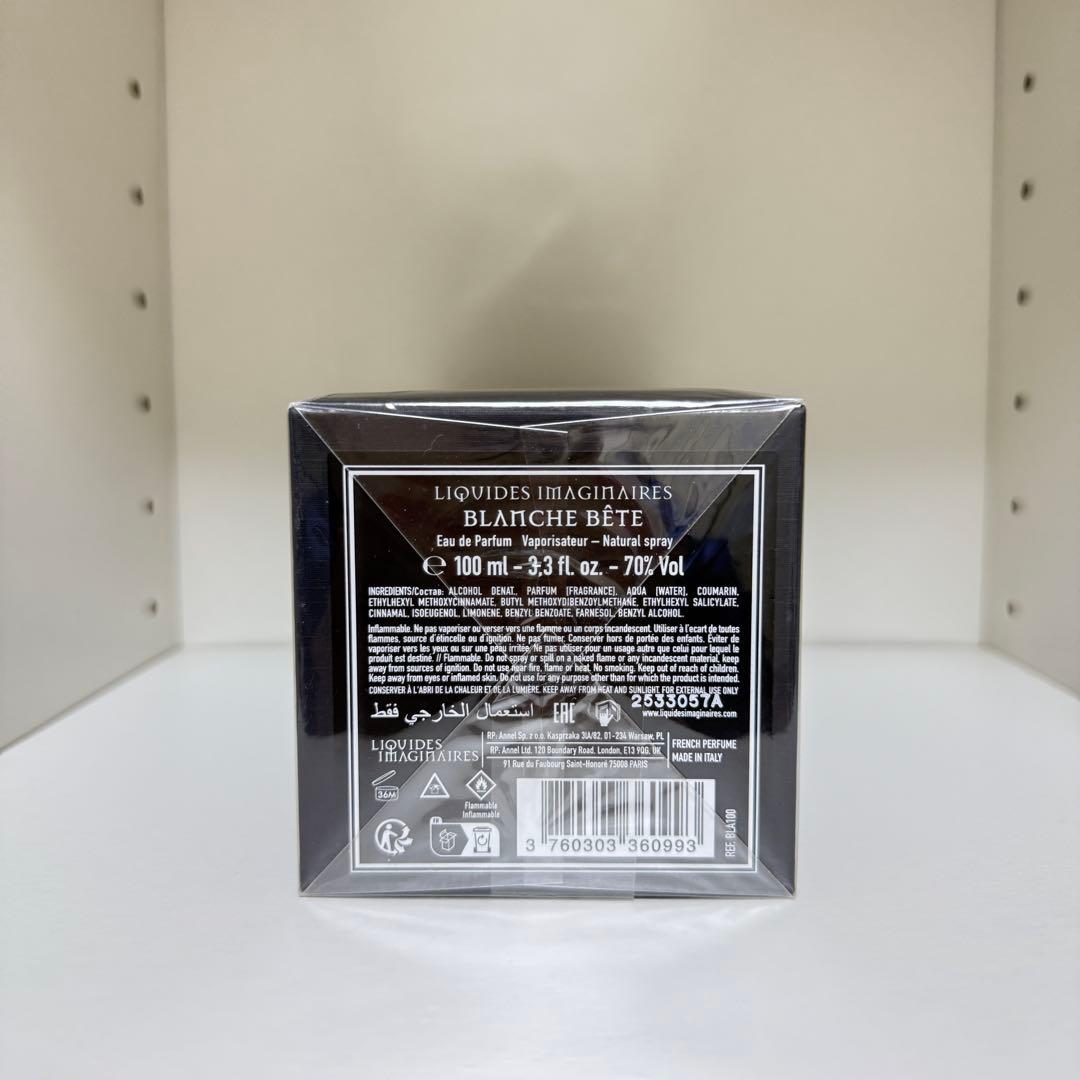 LIQUIDES IMAGINAIRES
BLANCHE BÊTE
Eau de Parfum Vaporisateur – Natural spray
℮ 100 ml – 3,3 fl. oz. – 70% Vol
INGREDIENTS/Состав: ALCOHOL DENAT., PARFUM (FRAGRANCE), AQUA (WATER), COUMARIN,
ETHYLHEXYL METHOXYCINNAMATE, BUTYL METHOXYDIBENZOYLMETHANE, ETHYLHEXYL SALICYLATE,
CINNAMAL, ISOEUGENOL, LIMONENE, BENZYL BENZOATE, FARNESOL, BENZYL ALCOHOL.
Inflammable. Ne pas vaporiser ou verser vers une flamme ou un corps incandescent. Utiliser à l'ecart de toutes
flammes, source d'étincelle ou d'ignition. Ne pas fumer. Conserver hors de portée des enfants. Éviter de
vaporiser vers les yeux ou sur une peau irritée. Ne pas utiliser pour un usage autre que celui pour lequel le
produit est destiné. // Flammable. Do not spray or spill on a naked flame or any incandescent material, keep
away from sources of ignition. Do not use near fire, flame or heat. No smoking. Keep out of reach of children.
Keep away from eyes or inflamed skin. Do not use for any purpose other than for which the product is intended.
CONSERVER À L'ABRI DE LA CHALEUR ET DE LA LUMIÈRE. KEEP AWAY FROM HEAT AND SUNLIGHT FOR EXTERNAL USE ONLY
استعمال الخارجي فقط
EAC
2533057A
www.liquidesimaginaires.com
LIQUIDES
IMAGINAIRES
RP: Annel Sp. z o.o. Kasprzaka 31A/82, 01-234 Warsaw, PL
RP: Annel Ltd. 120 Boundary Road, London, E13 9QG, UK
91 Rue du Faubourg Saint-Honoré 75008 PARIS
FRENCH PERFUME
MADE IN ITALY
36M
Flammable
Inflammable
FR
3 760303 360993
REF. BLA100